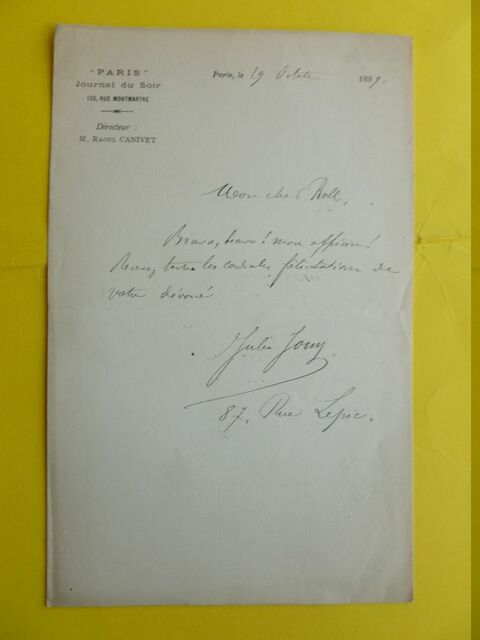 "PARIS"
Journal du Soir
123, RUE MONTMARTRE
Directeur :
M. RAOUL CANIVET
Paris, le 19 Octobre 1889.
Mon cher Roll,
Bravo, bravo ! mon officier !
Recevez toutes les cordiales félicitations de
votre dévoué
Jules Jouy
87, Rue Lepic.